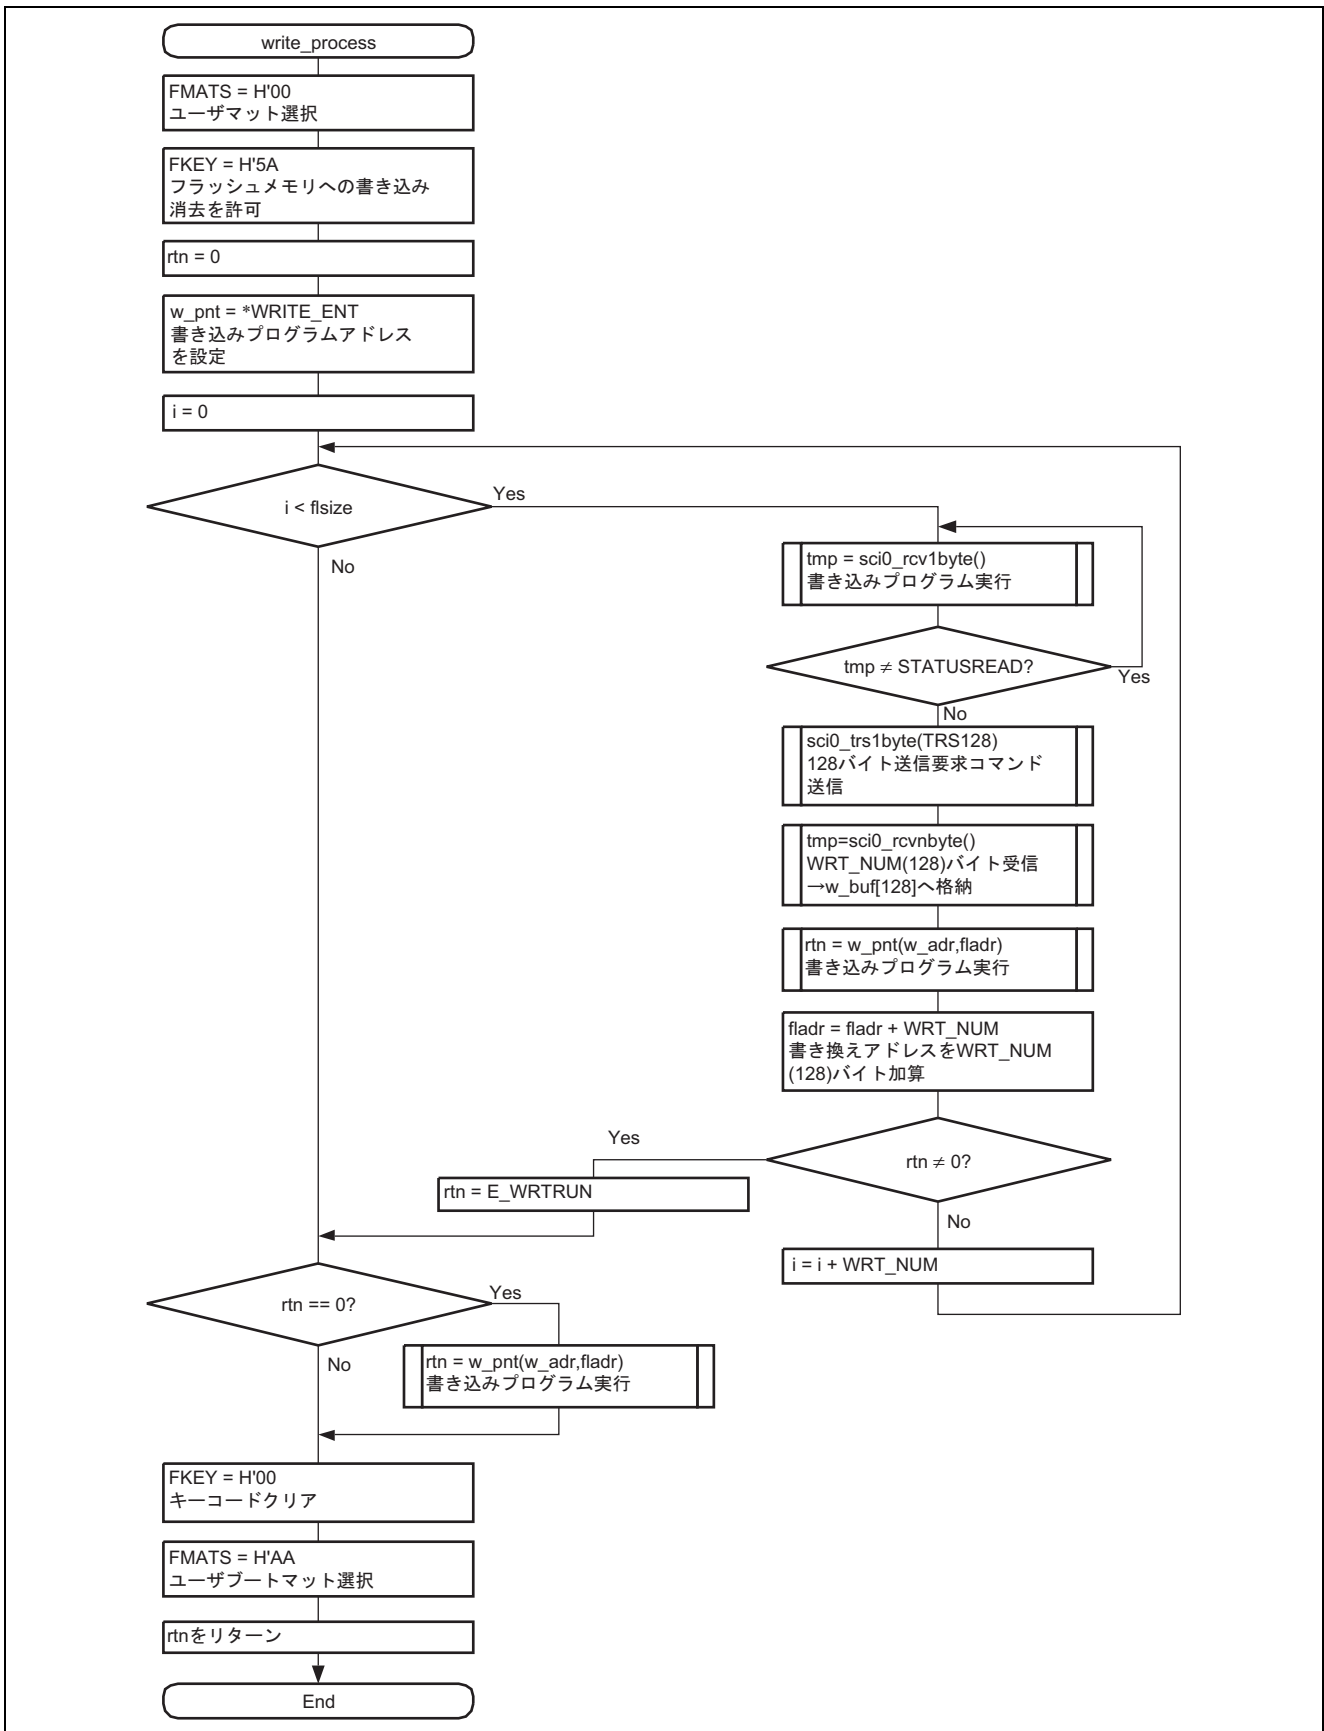 write_process
FMATS = H'00
ユーザマット選択
FKEY = H'5A
フラッシュメモリへの書き込み
消去を許可
rtn = 0
w_pnt = *WRITE_ENT
書き込みプログラムアドレス
を設定
i = 0
i < flsize
Yes
No
tmp = sci0_rcv1byte()
書き込みプログラム実行
tmp ≠ STATUSREAD?
Yes
No
sci0_trs1byte(TRS128)
128バイト送信要求コマンド
送信
tmp=sci0_rcvnbyte()
WRT_NUM(128)バイト受信
→w_buf[128]へ格納
rtn = w_pnt(w_adr,fladr)
書き込みプログラム実行
fladr = fladr + WRT_NUM
書き換えアドレスをWRT_NUM
(128)バイト加算
rtn ≠ 0?
Yes
rtn = E_WRTRUN
No
i = i + WRT_NUM
rtn == 0?
Yes
No
rtn = w_pnt(w_adr,fladr)
書き込みプログラム実行
FKEY = H'00
キーコードクリア
FMATS = H'AA
ユーザブートマット選択
rtnをリターン
End